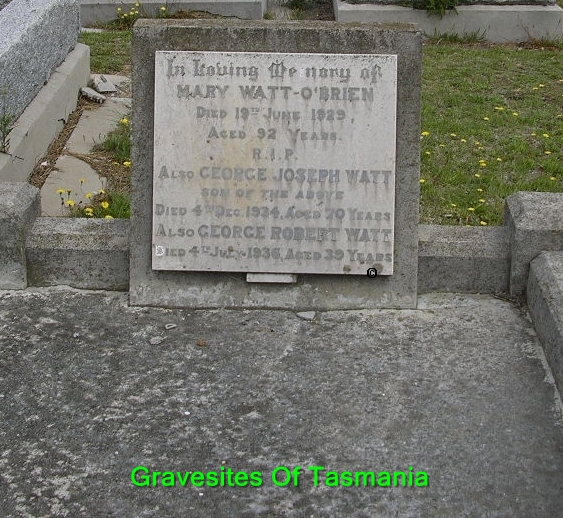 In Loving Memory of
MARY WATT-O'BRIEN
DIED 19TH JUNE 1929,
AGED 92 YEARS.
R.I.P.
ALSO GEORGE JOSEPH WATT
SON OF THE ABOVE
DIED 4TH DEC. 1934, AGED 70 YEARS
ALSO GEORGE ROBERT WATT
DIED 4TH JULY 1936, AGED 39 YEARS
Gravesites Of Tasmania